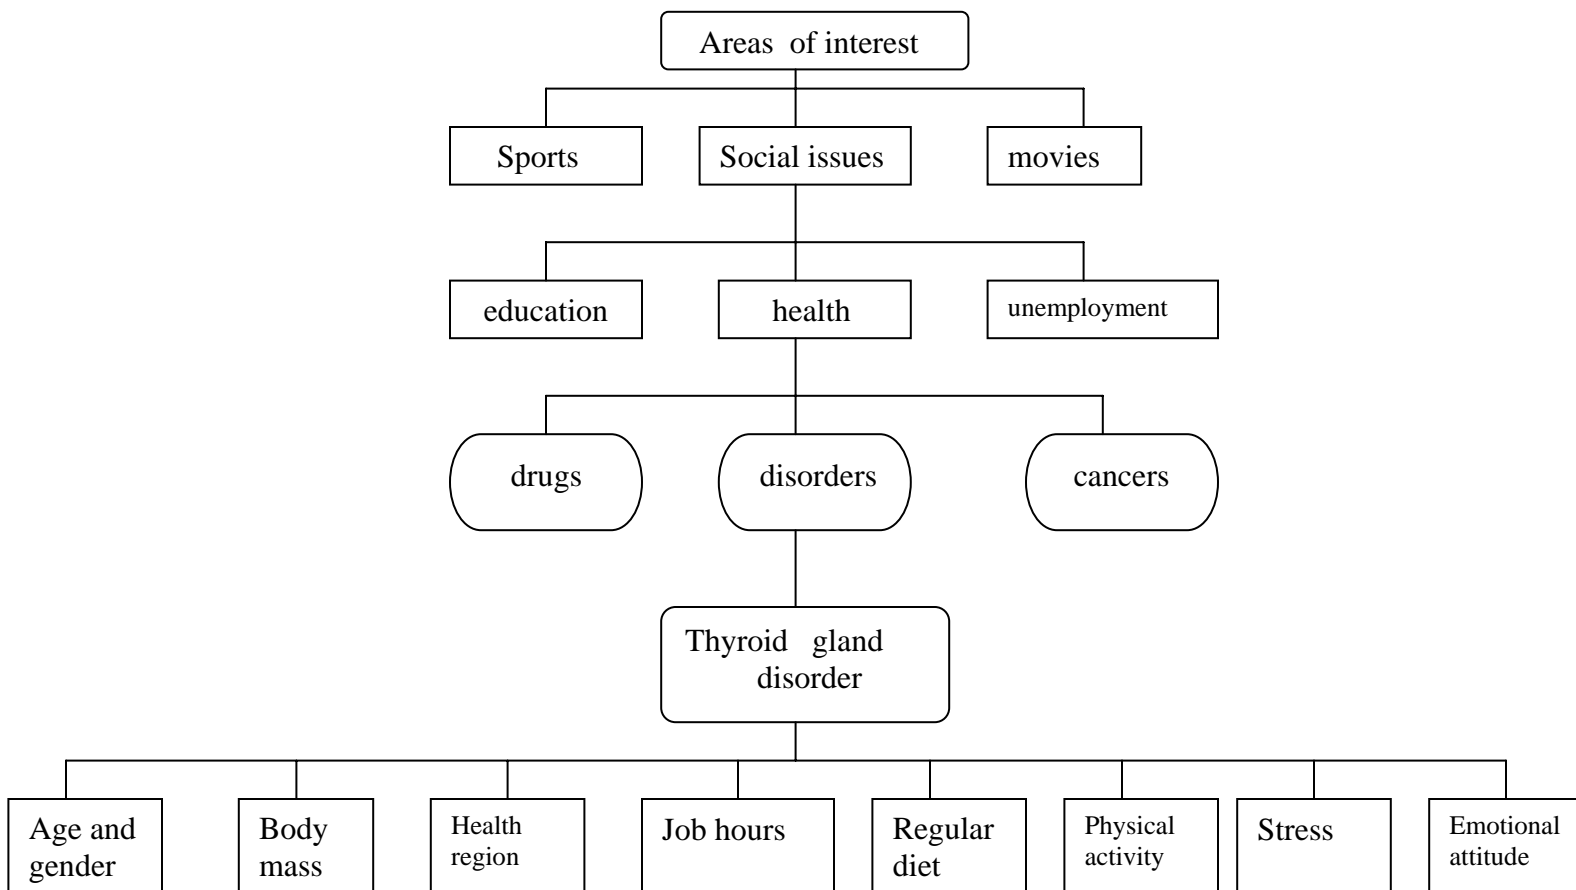 Areas of interest
Sports
Social issues
movies
education
health
unemployment
drugs
disorders
cancers
Thyroid gland
disorder
Age and
gender
Body
mass
Health
region
Job hours
Regular
diet
Physical
activity
Stress
Emotional
attitude